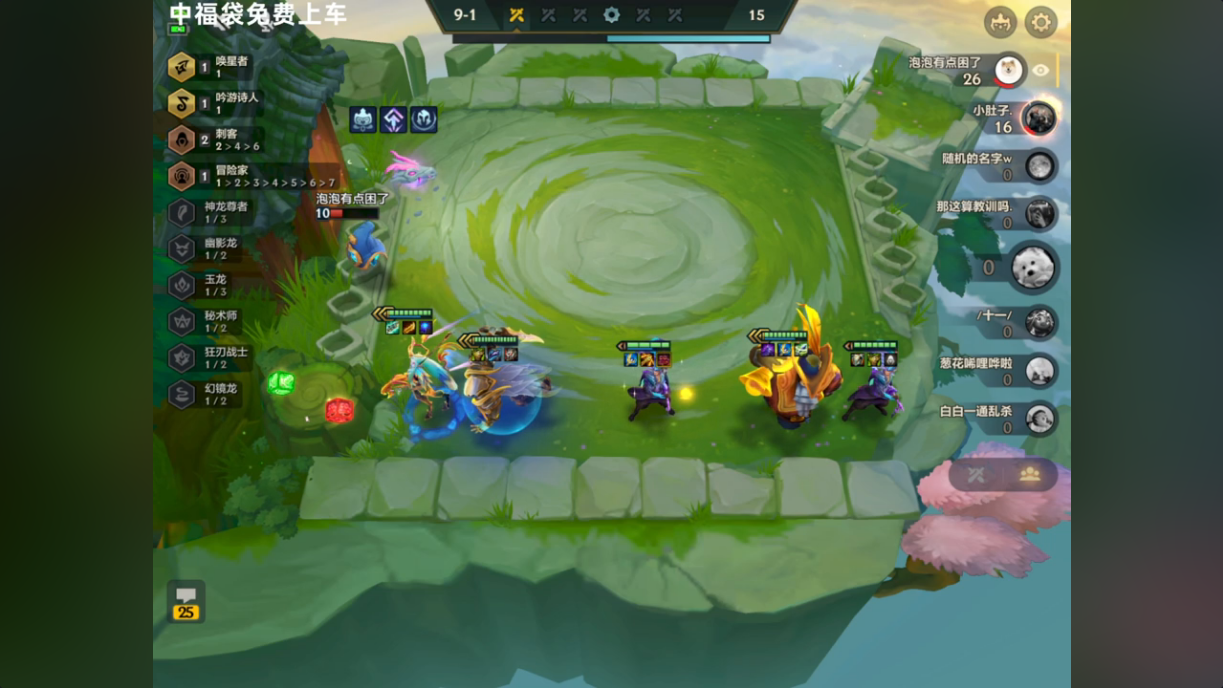 中福袋免费上车
9-1
15
1
唤星者
1
1
吟游诗人
1
2
刺客
2 > 4 > 6
1
冒险家
1 > 2 > 3 > 4 > 5 > 6 > 7
神龙尊者
1 / 3
幽影龙
1 / 2
玉龙
1 / 3
秘术师
1 / 2
狂刃战士
1 / 2
幻镜龙
1 / 2
泡泡有点困了
10
泡泡有点困了
26
小肚子.
16
随机的名字w
0
那这算教训吗.
0
0
/十一/
0
葱花唏哩哗啦
0
白白一通乱杀
0
25